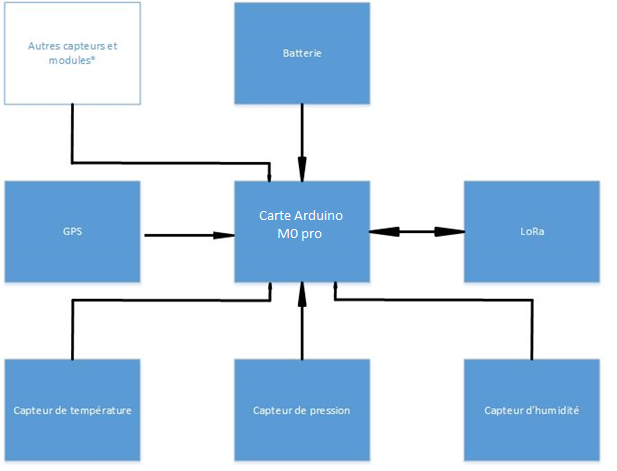 Autres capteurs et
modules*
Batterie
GPS
Carte Arduino
M0 pro
LoRa
Capteur de température
Capteur de pression
Capteur d'humidité